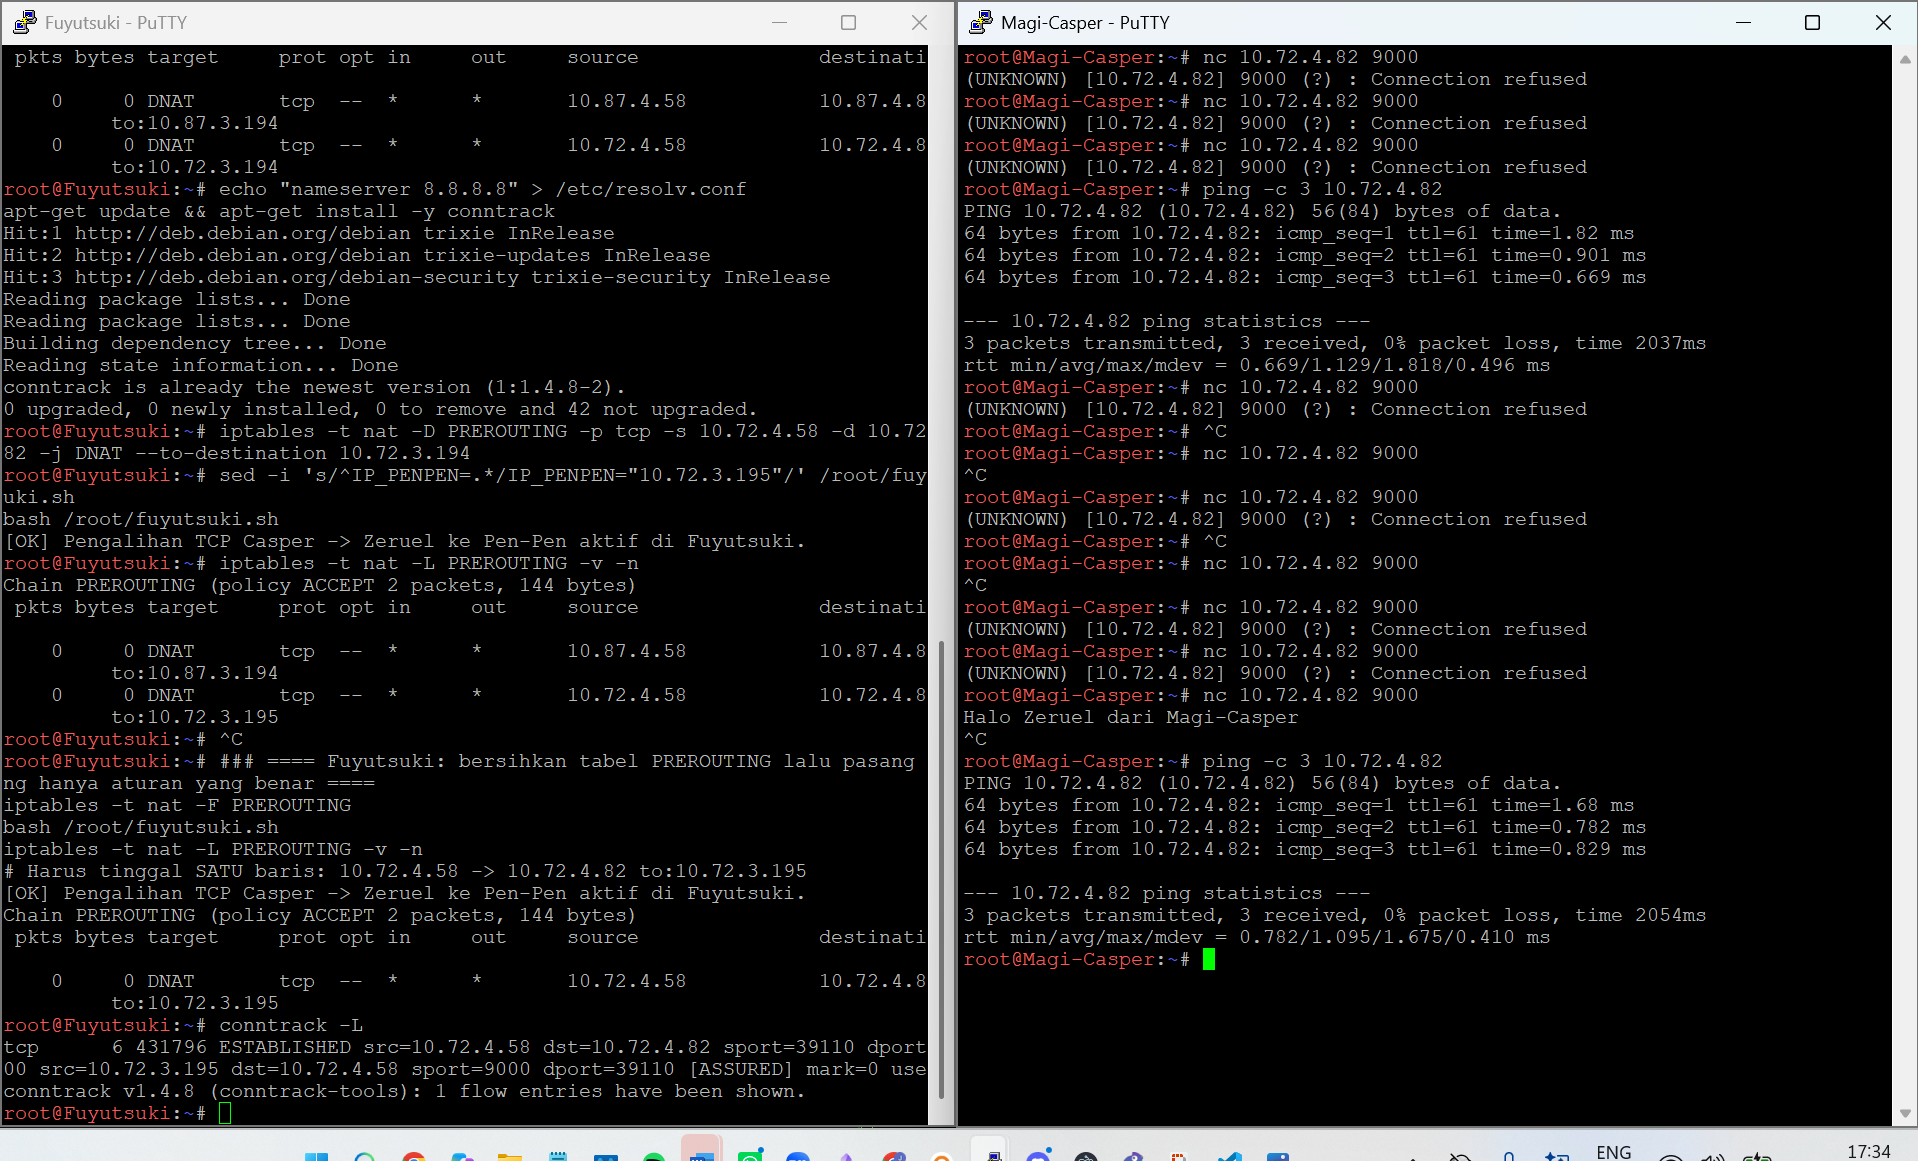 Fuyutsuki - PuTTY
pkts bytes target     prot opt in     out     source               destinati
    0     0 DNAT       tcp  --  *      *       10.87.4.58           10.87.4.8
         to:10.87.3.194
    0     0 DNAT       tcp  --  *      *       10.72.4.58           10.72.4.8
         to:10.72.3.194
root@Fuyutsuki:~# echo "nameserver 8.8.8.8" > /etc/resolv.conf
apt-get update && apt-get install -y conntrack
Hit:1 http://deb.debian.org/debian trixie InRelease
Hit:2 http://deb.debian.org/debian trixie-updates InRelease
Hit:3 http://deb.debian.org/debian-security trixie-security InRelease
Reading package lists... Done
Reading package lists... Done
Building dependency tree... Done
Reading state information... Done
conntrack is already the newest version (1:1.4.8-2).
0 upgraded, 0 newly installed, 0 to remove and 42 not upgraded.
root@Fuyutsuki:~# iptables -t nat -D PREROUTING -p tcp -s 10.72.4.58 -d 10.72
82 -j DNAT --to-destination 10.72.3.194
root@Fuyutsuki:~# sed -i 's/^IP_PENPEN=.*/IP_PENPEN="10.72.3.195"/' /root/fuy
uki.sh
bash /root/fuyutsuki.sh
[OK] Pengalihan TCP Casper -> Zeruel ke Pen-Pen aktif di Fuyutsuki.
root@Fuyutsuki:~# iptables -t nat -L PREROUTING -v -n
Chain PREROUTING (policy ACCEPT 2 packets, 144 bytes)
pkts bytes target     prot opt in     out     source               destinati
    0     0 DNAT       tcp  --  *      *       10.87.4.58           10.87.4.8
         to:10.87.3.194
    0     0 DNAT       tcp  --  *      *       10.72.4.58           10.72.4.8
         to:10.72.3.195
root@Fuyutsuki:~# ^C
root@Fuyutsuki:~# ### ==== Fuyutsuki: bersihkan tabel PREROUTING lalu pasang
ng hanya aturan yang benar ====
iptables -t nat -F PREROUTING
bash /root/fuyutsuki.sh
iptables -t nat -L PREROUTING -v -n
# Harus tinggal SATU baris: 10.72.4.58 -> 10.72.4.82 to:10.72.3.195
[OK] Pengalihan TCP Casper -> Zeruel ke Pen-Pen aktif di Fuyutsuki.
Chain PREROUTING (policy ACCEPT 2 packets, 144 bytes)
pkts bytes target     prot opt in     out     source               destinati
    0     0 DNAT       tcp  --  *      *       10.72.4.58           10.72.4.8
         to:10.72.3.195
root@Fuyutsuki:~# conntrack -L
tcp      6 431796 ESTABLISHED src=10.72.4.58 dst=10.72.4.82 sport=39110 dport
00 src=10.72.3.195 dst=10.72.4.58 sport=9000 dport=39110 [ASSURED] mark=0 use
conntrack v1.4.8 (conntrack-tools): 1 flow entries have been shown.
root@Fuyutsuki:~#
Magi-Casper - PuTTY
root@Magi-Casper:~# nc 10.72.4.82 9000
(UNKNOWN) [10.72.4.82] 9000 (?) : Connection refused
root@Magi-Casper:~# nc 10.72.4.82 9000
(UNKNOWN) [10.72.4.82] 9000 (?) : Connection refused
root@Magi-Casper:~# nc 10.72.4.82 9000
(UNKNOWN) [10.72.4.82] 9000 (?) : Connection refused
root@Magi-Casper:~# ping -c 3 10.72.4.82
PING 10.72.4.82 (10.72.4.82) 56(84) bytes of data.
64 bytes from 10.72.4.82: icmp_seq=1 ttl=61 time=1.82 ms
64 bytes from 10.72.4.82: icmp_seq=2 ttl=61 time=0.901 ms
64 bytes from 10.72.4.82: icmp_seq=3 ttl=61 time=0.669 ms
--- 10.72.4.82 ping statistics ---
3 packets transmitted, 3 received, 0% packet loss, time 2037ms
rtt min/avg/max/mdev = 0.669/1.129/1.818/0.496 ms
root@Magi-Casper:~# nc 10.72.4.82 9000
(UNKNOWN) [10.72.4.82] 9000 (?) : Connection refused
root@Magi-Casper:~# ^C
root@Magi-Casper:~# nc 10.72.4.82 9000
^C
root@Magi-Casper:~# nc 10.72.4.82 9000
(UNKNOWN) [10.72.4.82] 9000 (?) : Connection refused
root@Magi-Casper:~# ^C
root@Magi-Casper:~# nc 10.72.4.82 9000
^C
root@Magi-Casper:~# nc 10.72.4.82 9000
(UNKNOWN) [10.72.4.82] 9000 (?) : Connection refused
root@Magi-Casper:~# nc 10.72.4.82 9000
(UNKNOWN) [10.72.4.82] 9000 (?) : Connection refused
root@Magi-Casper:~# nc 10.72.4.82 9000
Halo Zeruel dari Magi-Casper
^C
root@Magi-Casper:~# ping -c 3 10.72.4.82
PING 10.72.4.82 (10.72.4.82) 56(84) bytes of data.
64 bytes from 10.72.4.82: icmp_seq=1 ttl=61 time=1.68 ms
64 bytes from 10.72.4.82: icmp_seq=2 ttl=61 time=0.782 ms
64 bytes from 10.72.4.82: icmp_seq=3 ttl=61 time=0.829 ms
--- 10.72.4.82 ping statistics ---
3 packets transmitted, 3 received, 0% packet loss, time 2054ms
rtt min/avg/max/mdev = 0.782/1.095/1.675/0.410 ms
root@Magi-Casper:~#
ENG
17:34